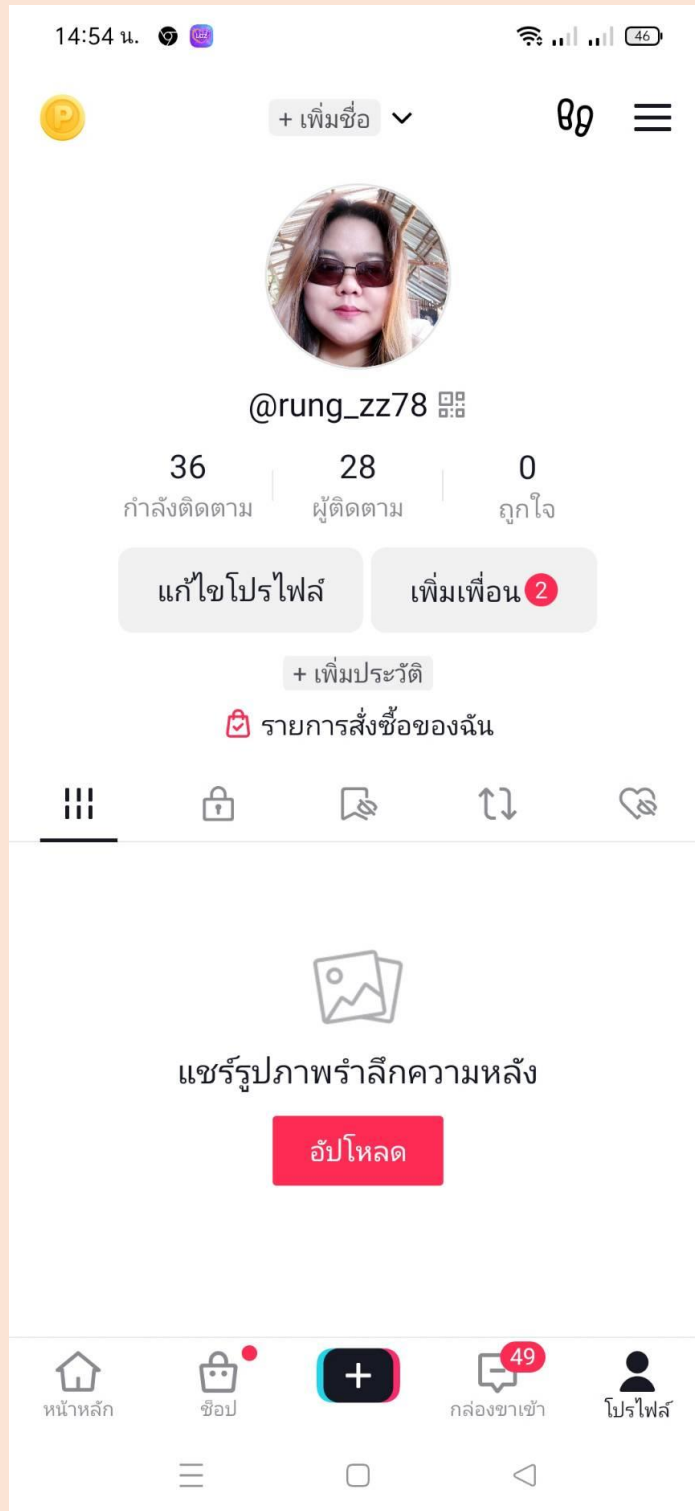 14:54 น. 46
+ เพิ่มชื่อ
@rung_zz78
36 28 0
กำลังติดตาม ผู้ติดตาม ถูกใจ
แก้ไขโปรไฟล์ เพิ่มเพื่อน 2
+ เพิ่มประวัติ
รายการสั่งซื้อของฉัน
แชร์รูปภาพรำลึกความหลัง
อัปโหลด
49
หน้าหลัก ช็อป กล่องขาเข้า โปรไฟล์